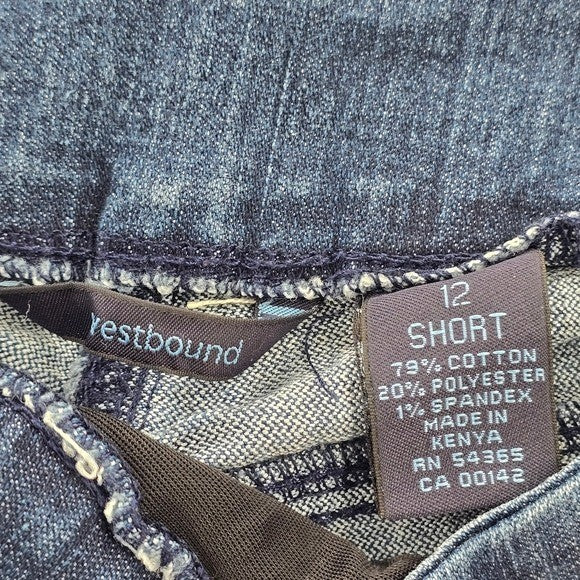 westbound
12
SHORT
79% COTTON
20% POLYESTER
1% SPANDEX
MADE IN
KENYA
RN 54365
CA 00142